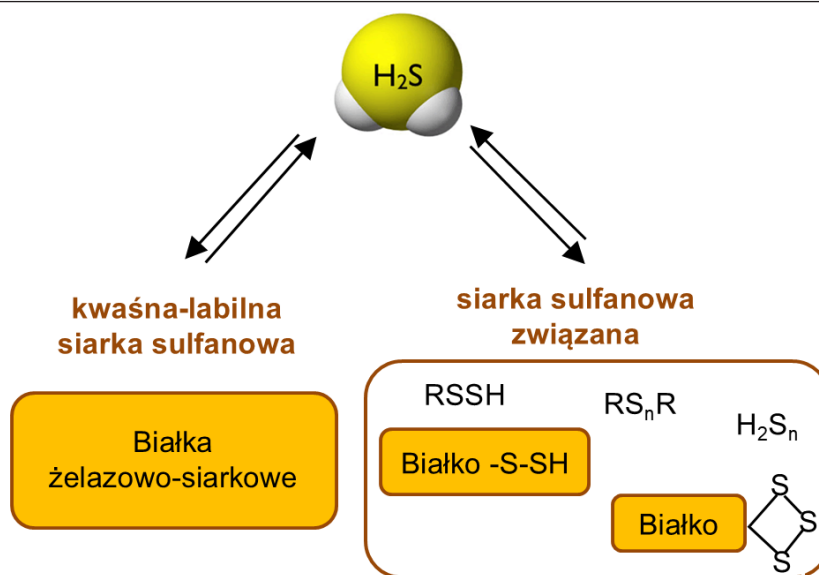 H₂S
kwaśna-labilna
siarka sulfanowa
Białka
żelazowo-siarkowe
siarka sulfanowa
związana
RSSH
RSₙR
H₂Sₙ
Białko -S-SH
Białko
S
S
S